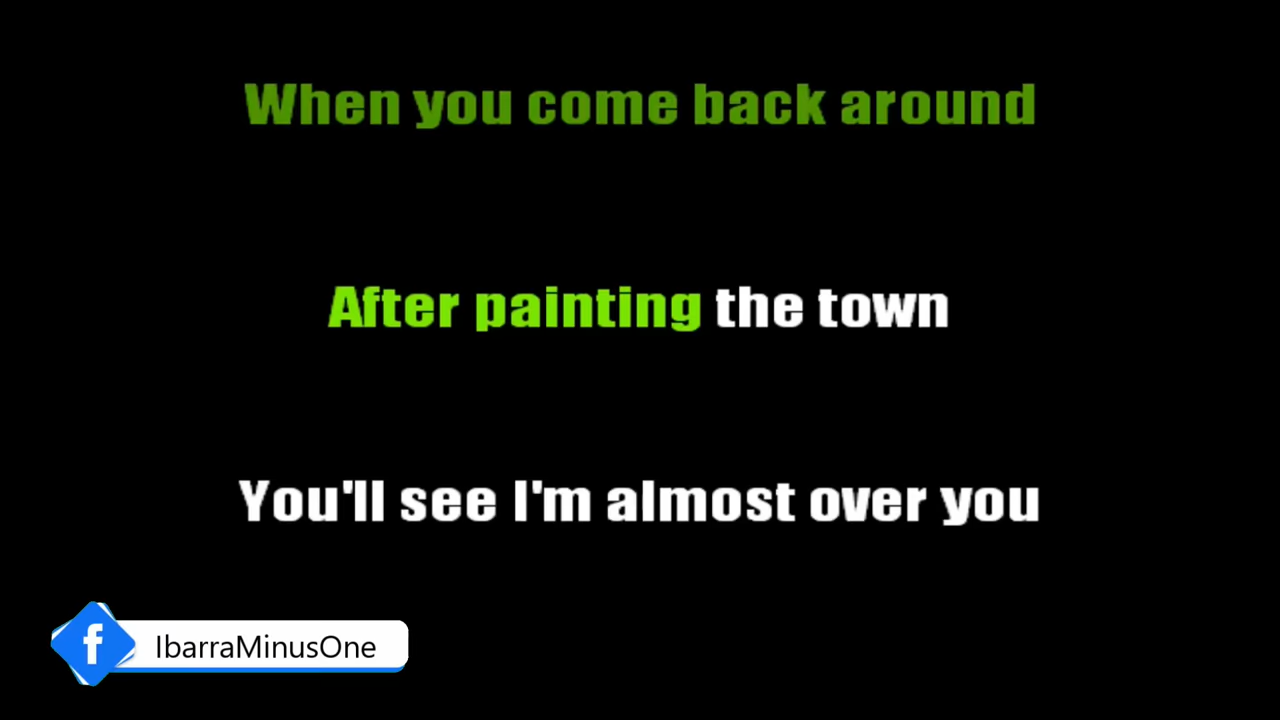 When you come back around
After painting the town
You'll see I'm almost over you
f IbarraMinusOne